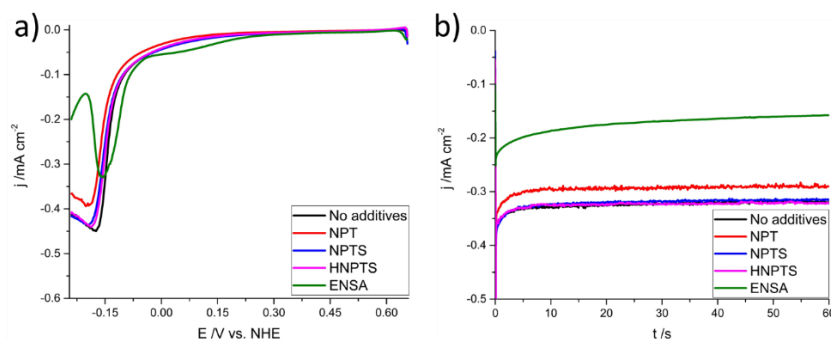 a)
0.0
-0.1
-0.2
-0.3
-0.4
-0.5
-0.6
j /mA cm⁻²
-0.15 0.00 0.15 0.30 0.45 0.60
E /V vs. NHE
No additives
NPT
NPTS
HNPTS
ENSA
b)
0.0
-0.1
-0.2
-0.3
-0.4
-0.5
j /mA cm⁻²
0 10 20 30 40 50 60
t /s
No additives
NPT
NPTS
HNPTS
ENSA